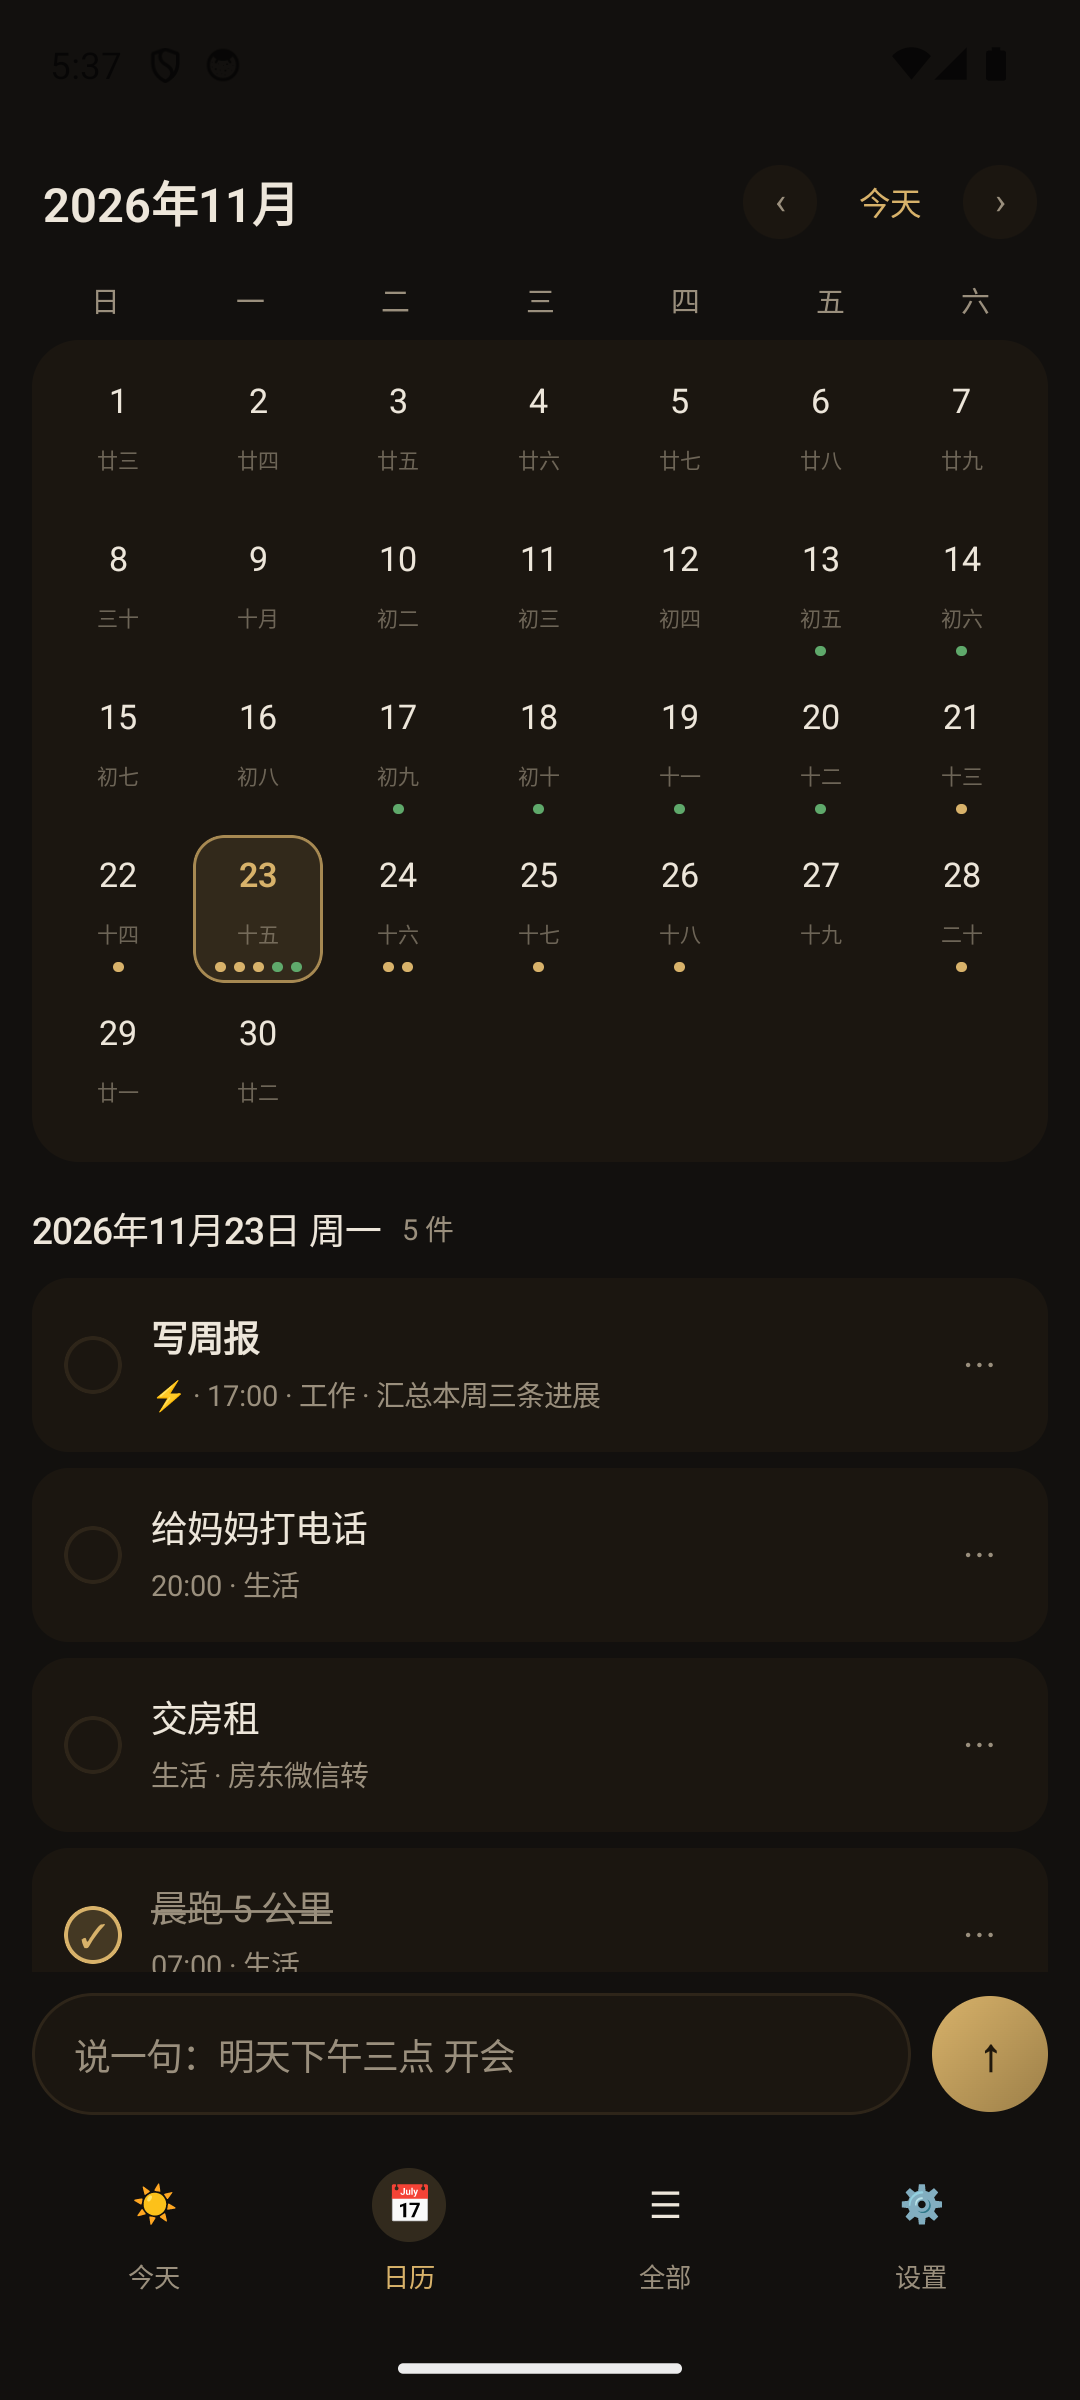 5:37
2026年11月
‹ 今天 ›
日 一 二 三 四 五 六
1 2 3 4 5 6 7
廿三 廿四 廿五 廿六 廿七 廿八 廿九
8 9 10 11 12 13 14
三十 十月 初二 初三 初四 初五 初六
15 16 17 18 19 20 21
初七 初八 初九 初十 十一 十二 十三
22 23 24 25 26 27 28
十四 十五 十六 十七 十八 十九 二十
29 30
廿一 廿二
2026年11月23日 周一 5 件
写周报
⚡ · 17:00 · 工作 · 汇总本周三条进展
给妈妈打电话
20:00 · 生活
交房租
生活 · 房东微信转
晨跑 5 公里
07:00 · 生活
说一句：明天下午三点 开会
↑
July
17
今天 日历 全部 设置